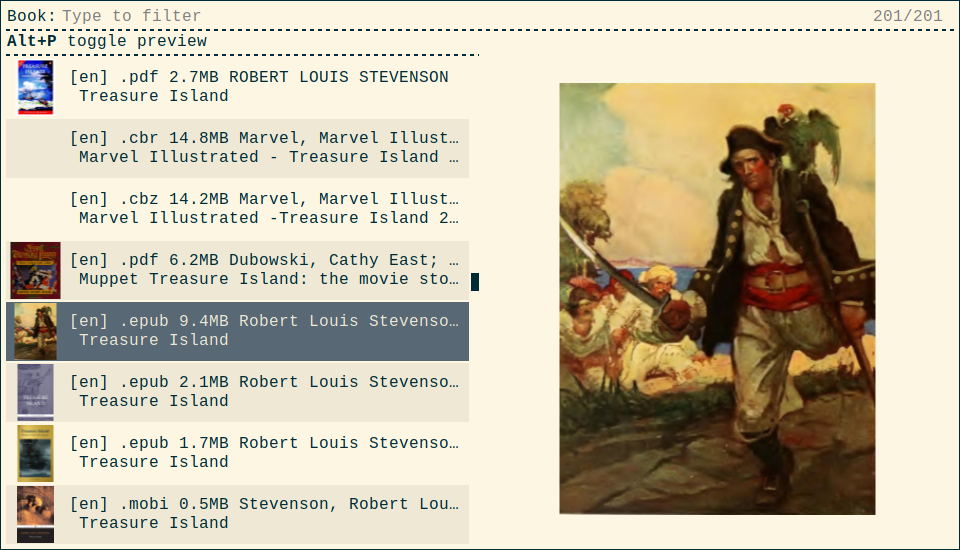 Book: Type to filter 201/201
Alt+P toggle preview
[en] .pdf 2.7MB ROBERT LOUIS STEVENSON
Treasure Island
[en] .cbr 14.8MB Marvel, Marvel Illust…
Marvel Illustrated - Treasure Island …
[en] .cbz 14.2MB Marvel, Marvel Illust…
Marvel Illustrated -Treasure Island 2…
[en] .pdf 6.2MB Dubowski, Cathy East; …
Muppet Treasure Island: the movie sto…
[en] .epub 9.4MB Robert Louis Stevenso…
Treasure Island
[en] .epub 2.1MB Robert Louis Stevenso…
Treasure Island
[en] .epub 1.7MB Robert Louis Stevenso…
Treasure Island
[en] .mobi 0.5MB Stevenson, Robert Lou…
Treasure Island